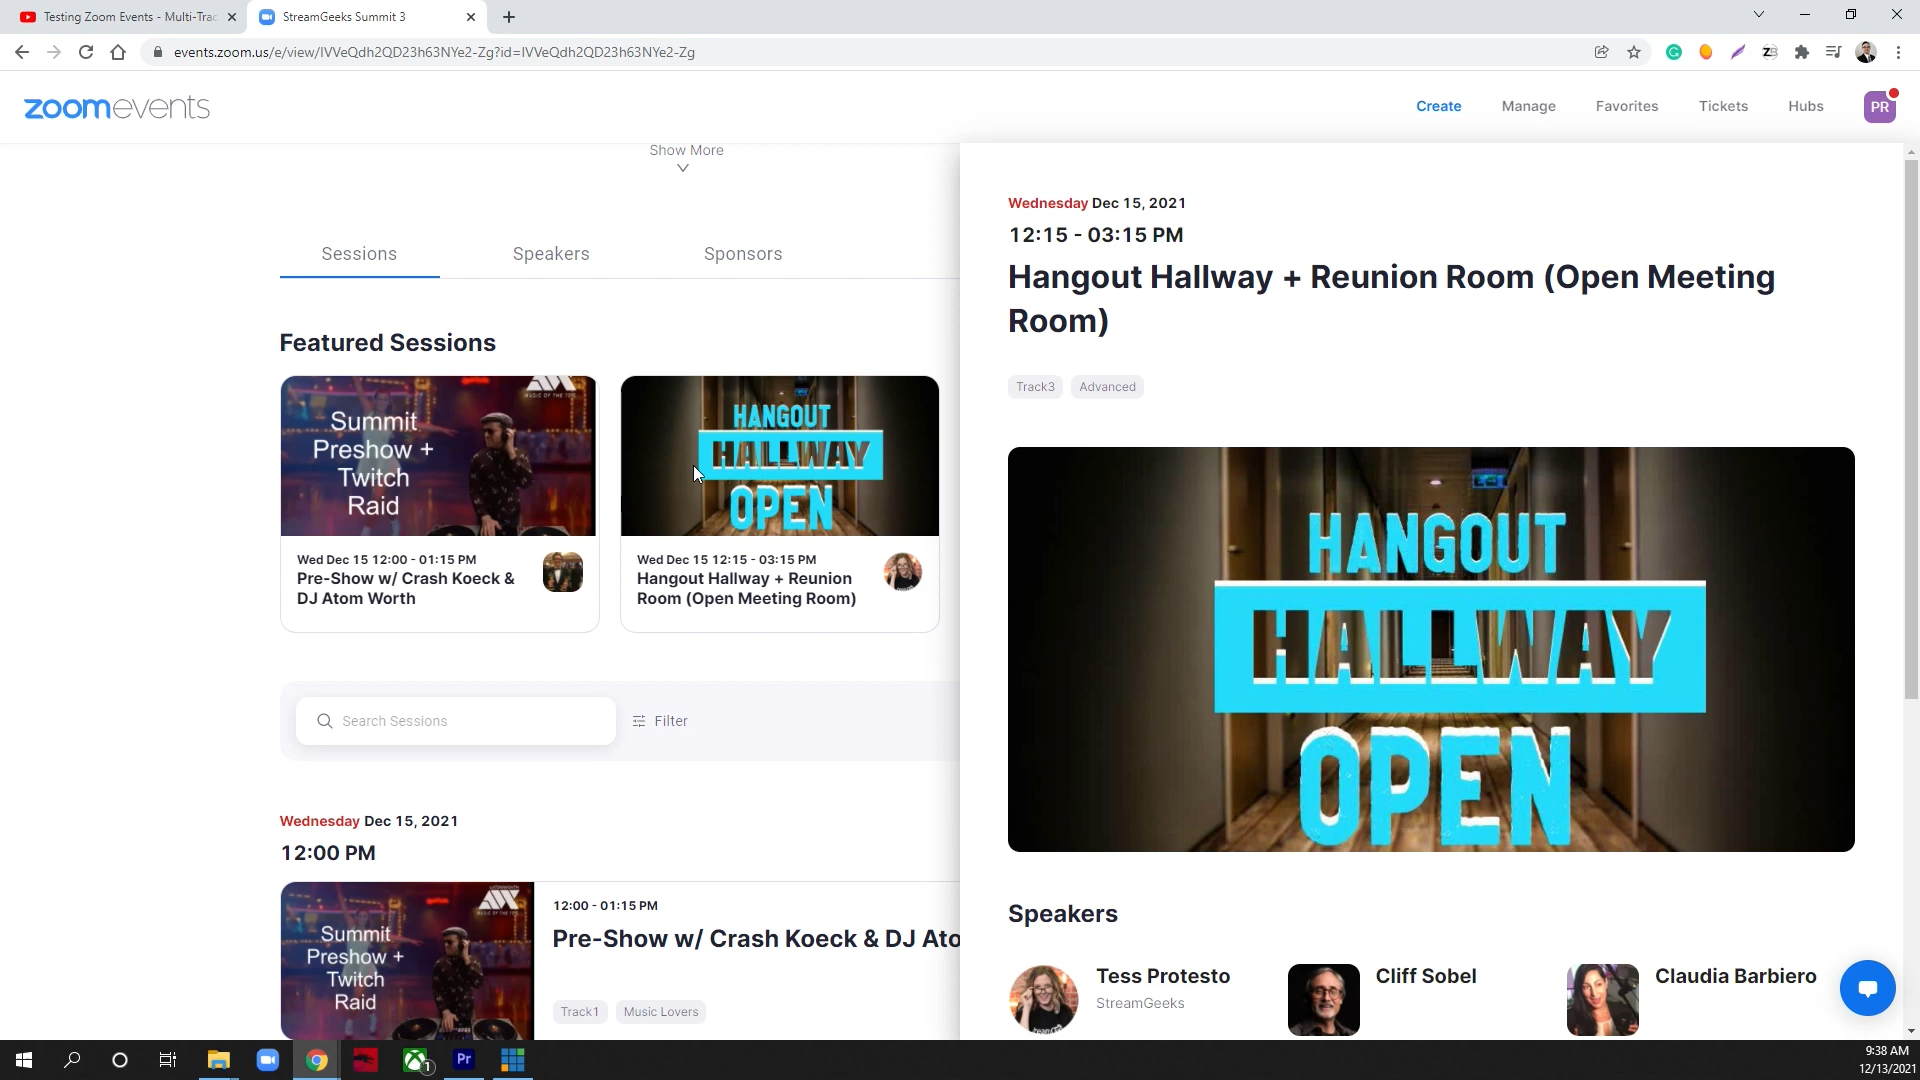 Testing Zoom Events - Multi-Trac
StreamGeeks Summit 3
events.zoom.us/e/view/IVVeQdh2QD23h63NYe2-Zg?id=IVVeQdh2QD23h63NYe2-Zg
zoomevents
Create
Manage
Favorites
Tickets
Hubs
PR
Show More
Sessions
Speakers
Sponsors
Featured Sessions
Summit
Preshow +
Twitch
Raid
MUSIC OF THE TOP
Wed Dec 15 12:00 - 01:15 PM
Pre-Show w/ Crash Koeck &
DJ Atom Worth
HANGOUT
HALLWAY
OPEN
Wed Dec 15 12:15 - 03:15 PM
Hangout Hallway + Reunion
Room (Open Meeting Room)
Search Sessions
Filter
Wednesday Dec 15, 2021
12:00 PM
Summit
Preshow +
Twitch
Raid
12:00 - 01:15 PM
Pre-Show w/ Crash Koeck & DJ Ato
Track1
Music Lovers
Wednesday Dec 15, 2021
12:15 - 03:15 PM
Hangout Hallway + Reunion Room (Open Meeting
Room)
Track3
Advanced
HANGOUT
HALLWAY
OPEN
Speakers
Tess Protesto
StreamGeeks
Cliff Sobel
Claudia Barbiero
1
Pr
9:38 AM
12/13/2021